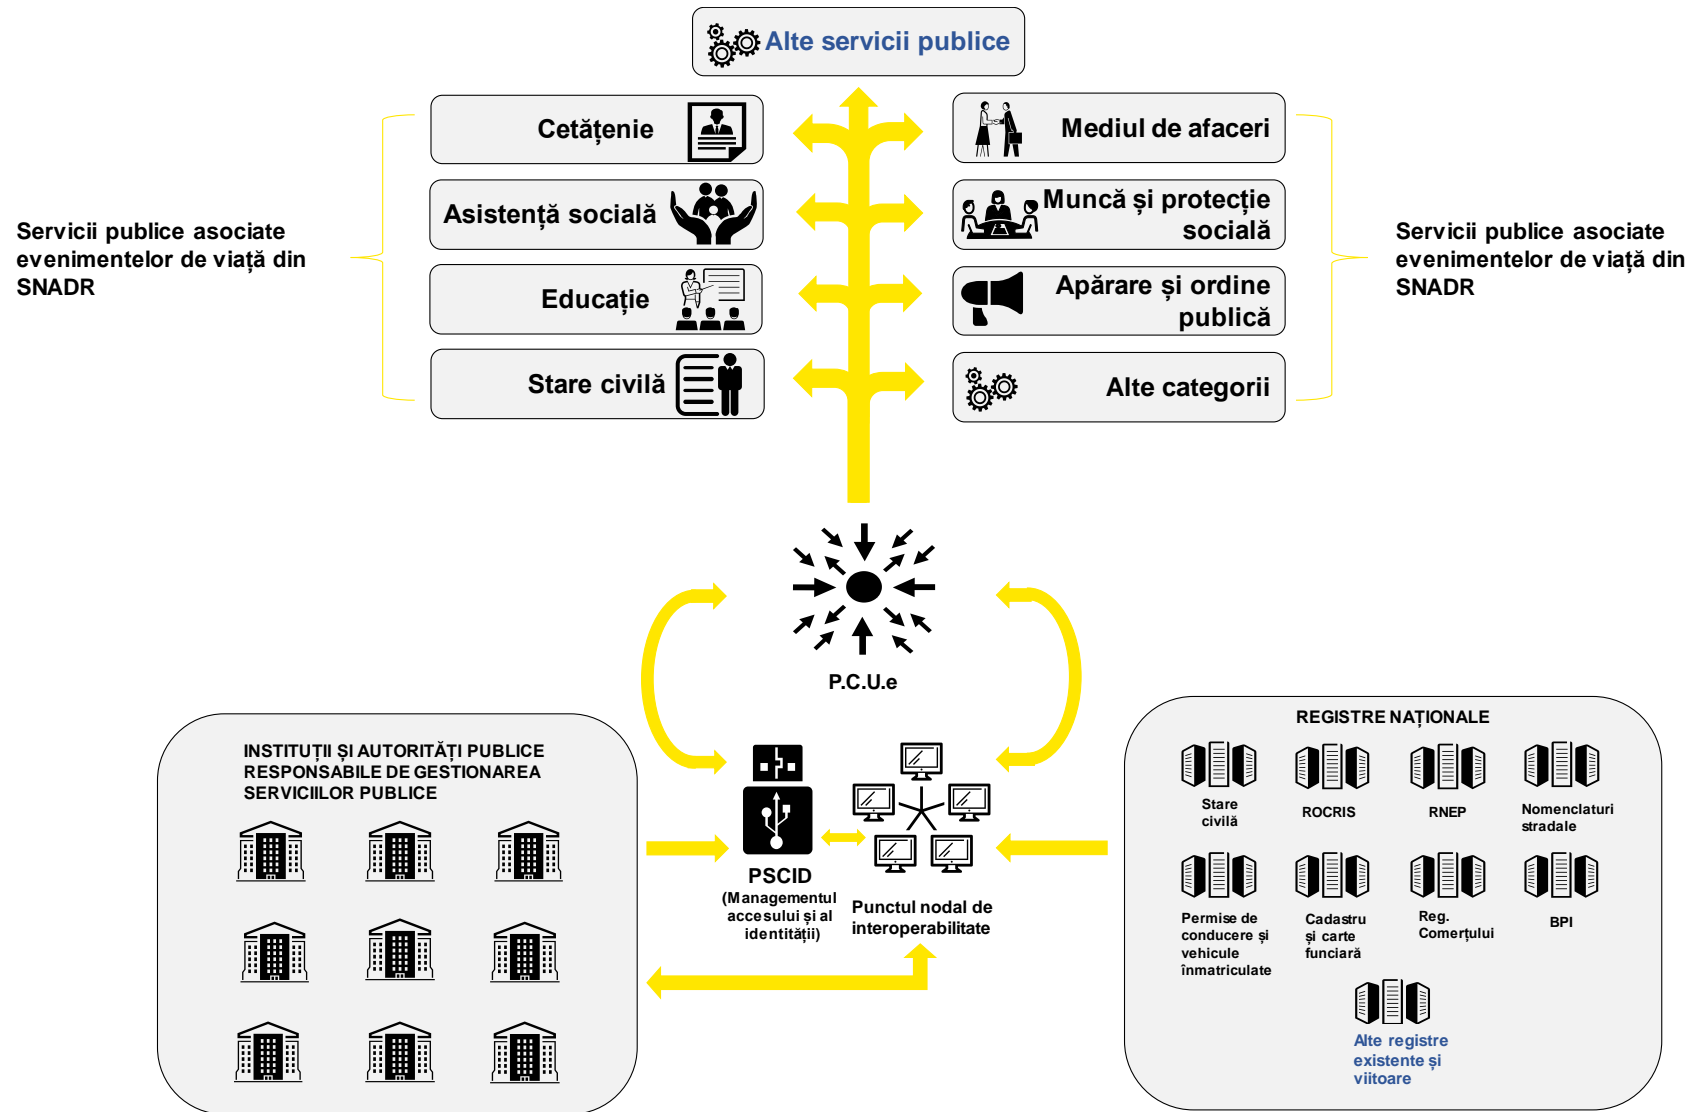 Alte servicii publice
Cetățenie
Mediul de afaceri
Asistență socială
Muncă și protecție
socială
Servicii publice asociate
evenimentelor de viață din
SNADR
Servicii publice asociate
evenimentelor de viață din
SNADR
Educație
Apărare și ordine
publică
Stare civilă
Alte categorii
P.C.U.e
INSTITUȚII ȘI AUTORITĂȚI PUBLICE
RESPONSABILE DE GESTIONAREA
SERVICIILOR PUBLICE
PSCID
(Managementul
accesului și al
identității)
Punctul nodal de
interoperabilitate
REGISTRE NAȚIONALE
Stare
civilă
ROCRIS
RNEP
Nomenclaturi
stradale
Permise de
conducere și
vehicule
înmatriculate
Cadastru
și carte
funciară
Reg.
Comerțului
BPI
Alte registre
existente și
viitoare